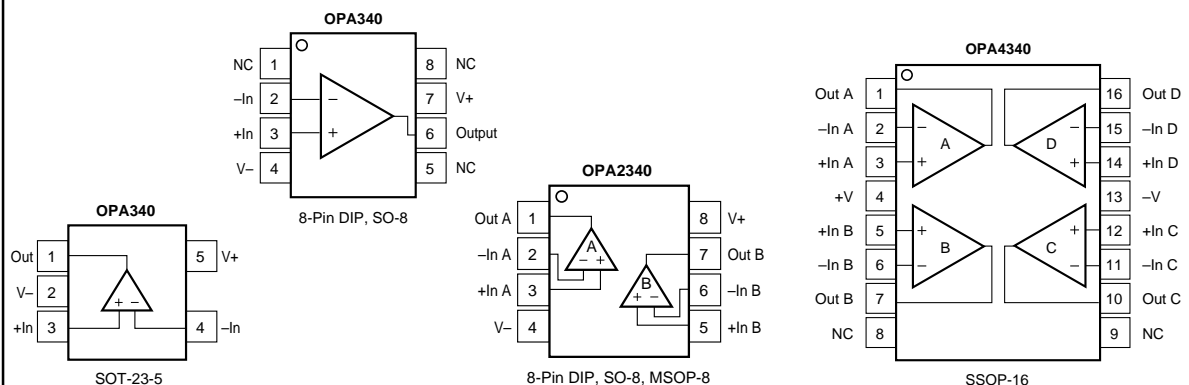 OPA340
NC 1 8 NC
–In 2 – 7 V+
+In 3 + 6 Output
V– 4 5 NC
8-Pin DIP, SO-8
OPA340
Out 1 5 V+
V– 2
+ –
+In 3 4 –In
SOT-23-5
OPA2340
Out A 1 8 V+
A
– +
–In A 2 7 Out B
B
+ –
+In A 3 6 –In B
V– 4 5 +In B
8-Pin DIP, SO-8, MSOP-8
OPA4340
Out A 1 16 Out D
–In A 2 – – 15 –In D
A D
+In A 3 + + 14 +In D
+V 4 13 –V
+In B 5 + + 12 +In C
B C
–In B 6 – – 11 –In C
Out B 7 10 Out C
NC 8 9 NC
SSOP-16